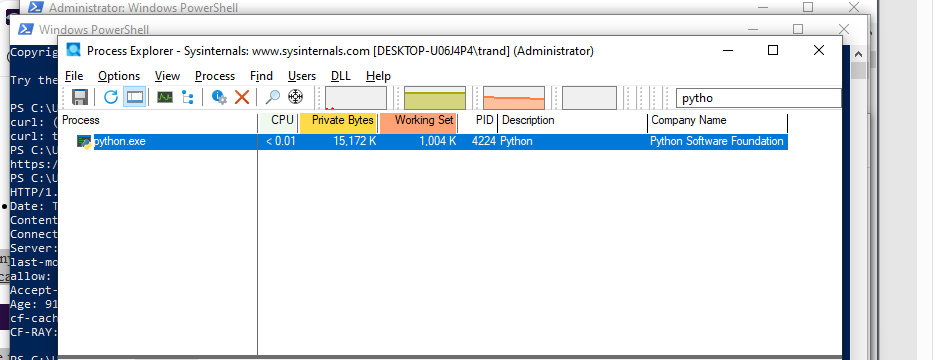 Administrator: Windows PowerShell
Windows PowerShell
Process Explorer - Sysinternals: www.sysinternals.com [DESKTOP-U06J4P4\trand] (Administrator)
File Options View Process Find Users DLL Help
pytho
Process CPU Private Bytes Working Set PID Description Company Name
python.exe < 0.01 15,172 K 1,004 K 4224 Python Python Software Foundation
Copyrig
Try the
PS C:\U
curl: (
curl: t
PS C:\U
https:/
PS C:\U
HTTP/1.
Date: T
Content
Connect
Server:
last-mo
allow:
Accept-
Age: 91
cf-cach
CF-RAY:
PS C:\U